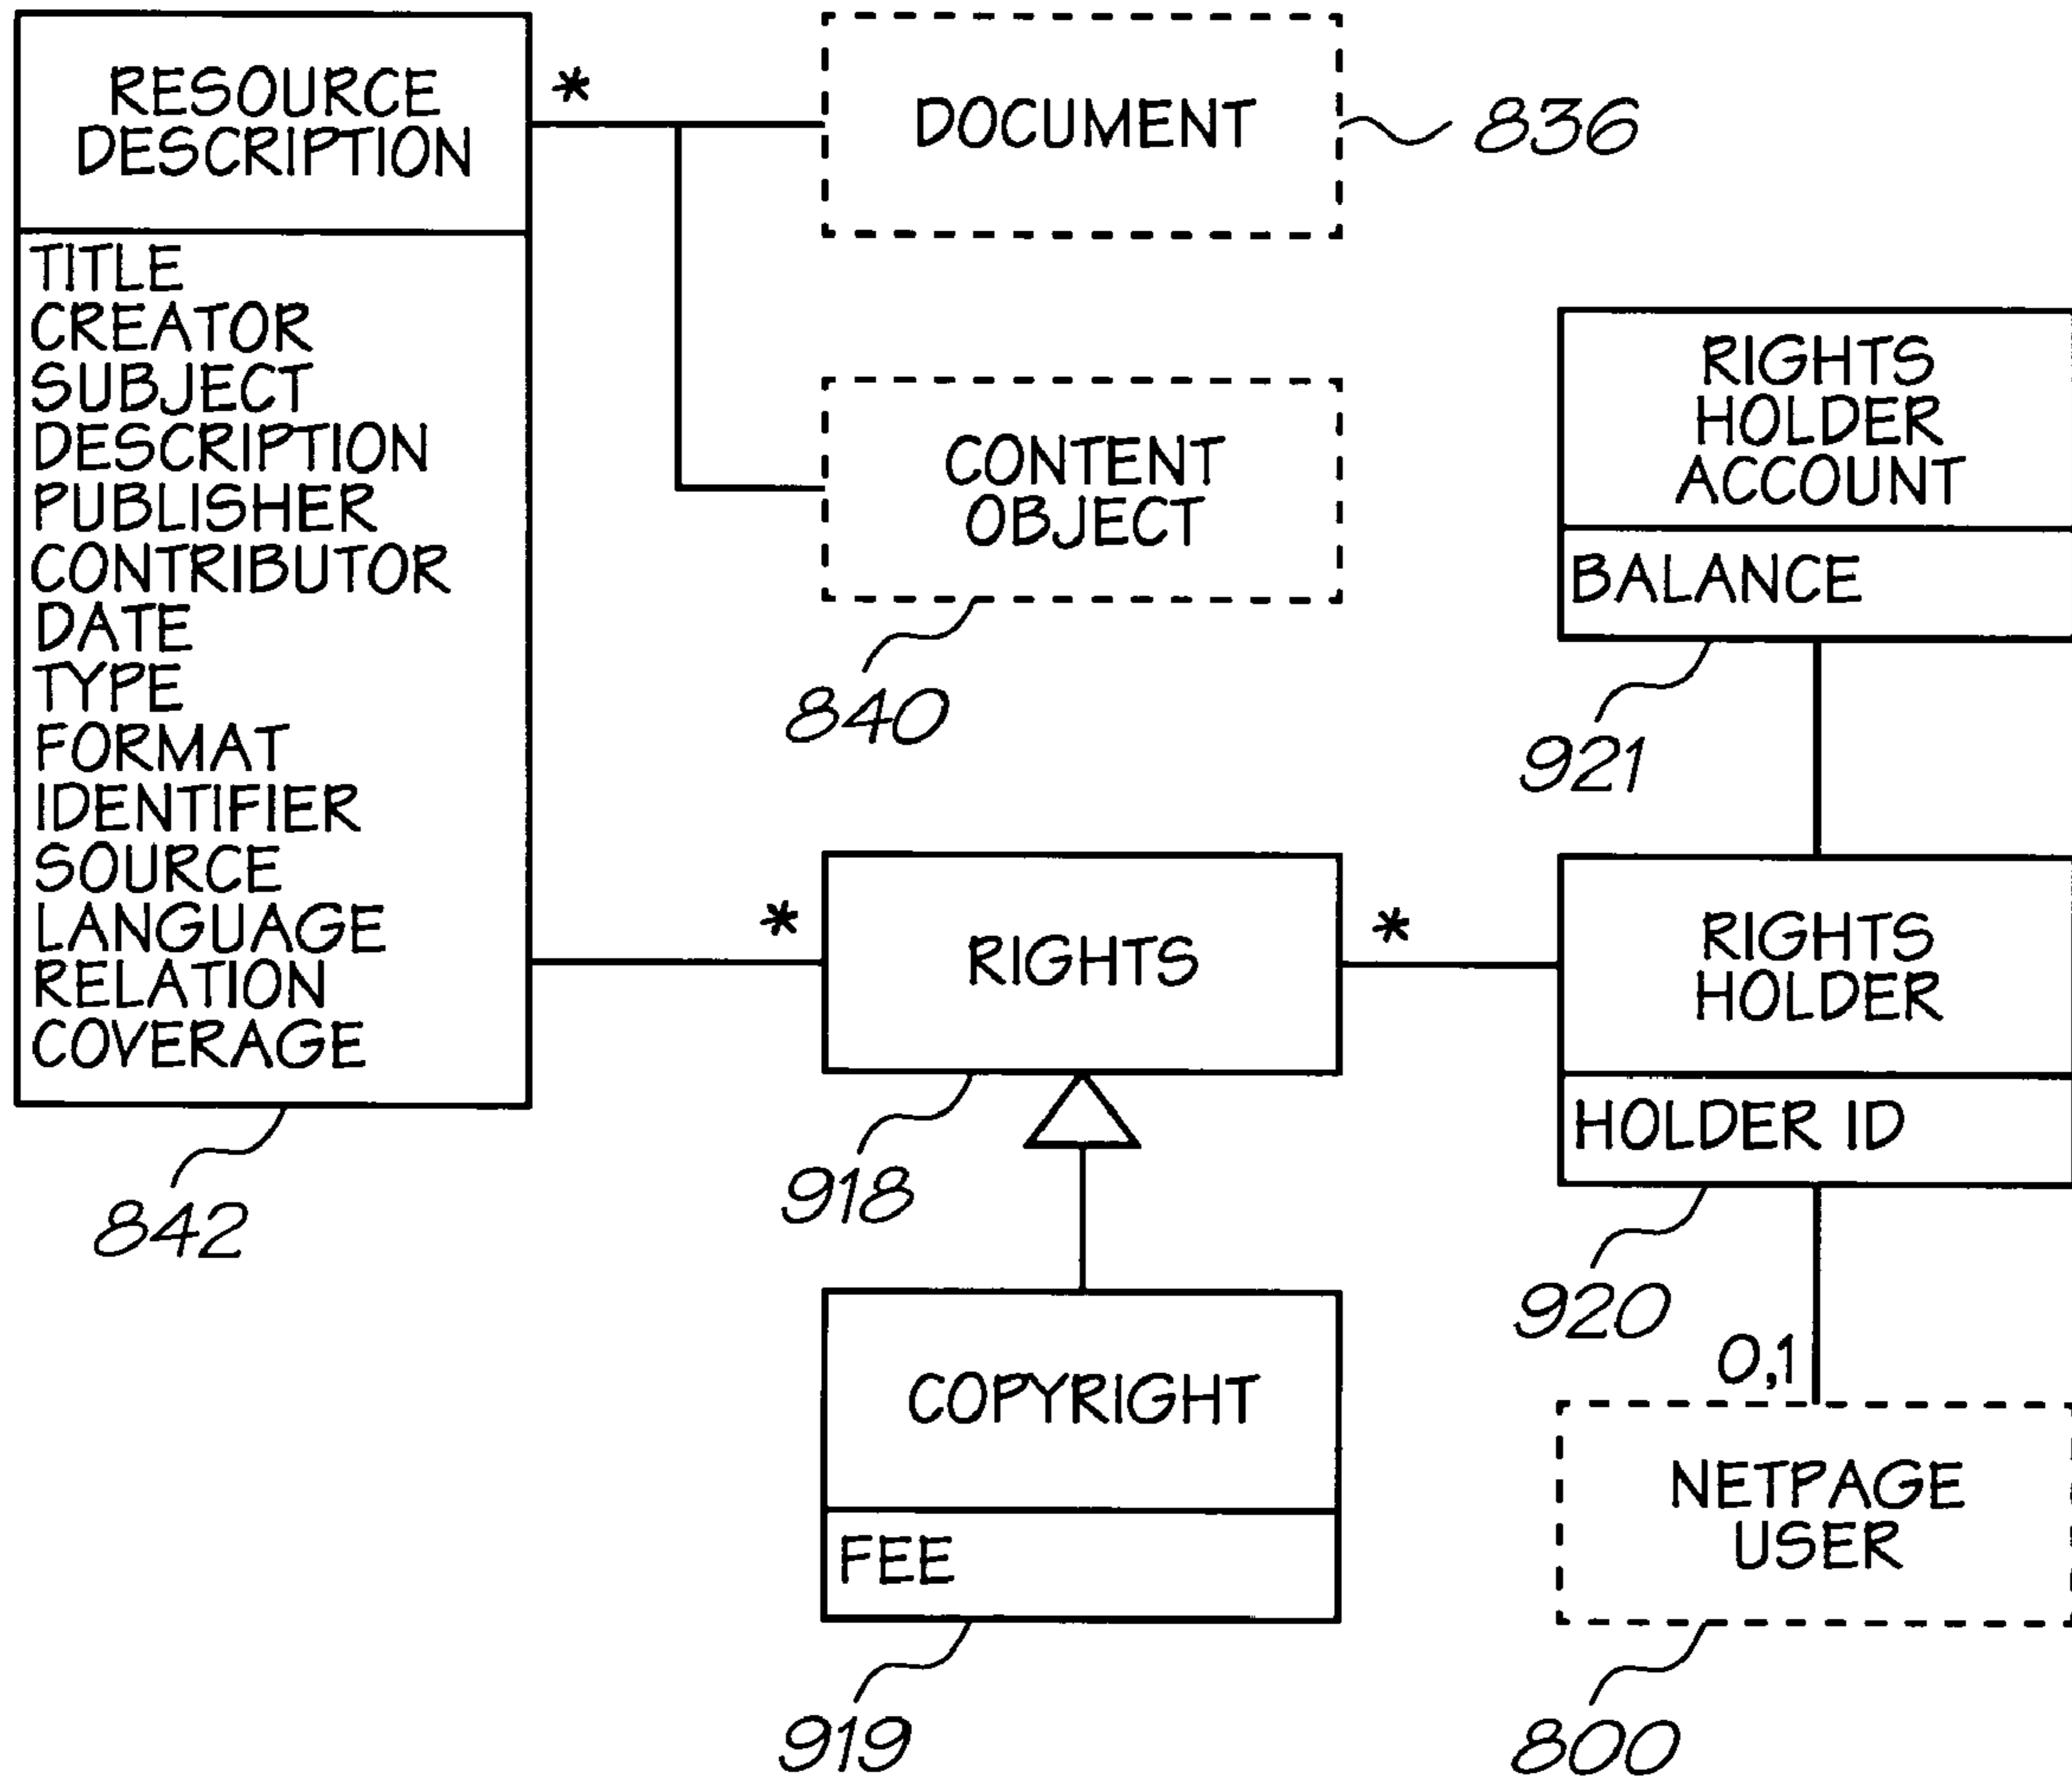 RESOURCE
DESCRIPTION
TITLE
CREATOR
SUBJECT
DESCRIPTION
PUBLISHER
CONTRIBUTOR
DATE
TYPE
FORMAT
IDENTIFIER
SOURCE
LANGUAGE
RELATION
COVERAGE
842
*
DOCUMENT
836
CONTENT
OBJECT
840
*
RIGHTS
*
918
COPYRIGHT
FEE
919
RIGHTS
HOLDER
ACCOUNT
BALANCE
921
RIGHTS
HOLDER
HOLDER ID
920
0,1
NETPAGE
USER
800